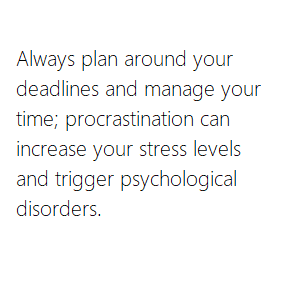 Always plan around your
deadlines and manage your
time; procrastination can
increase your stress levels
and trigger psychological
disorders.